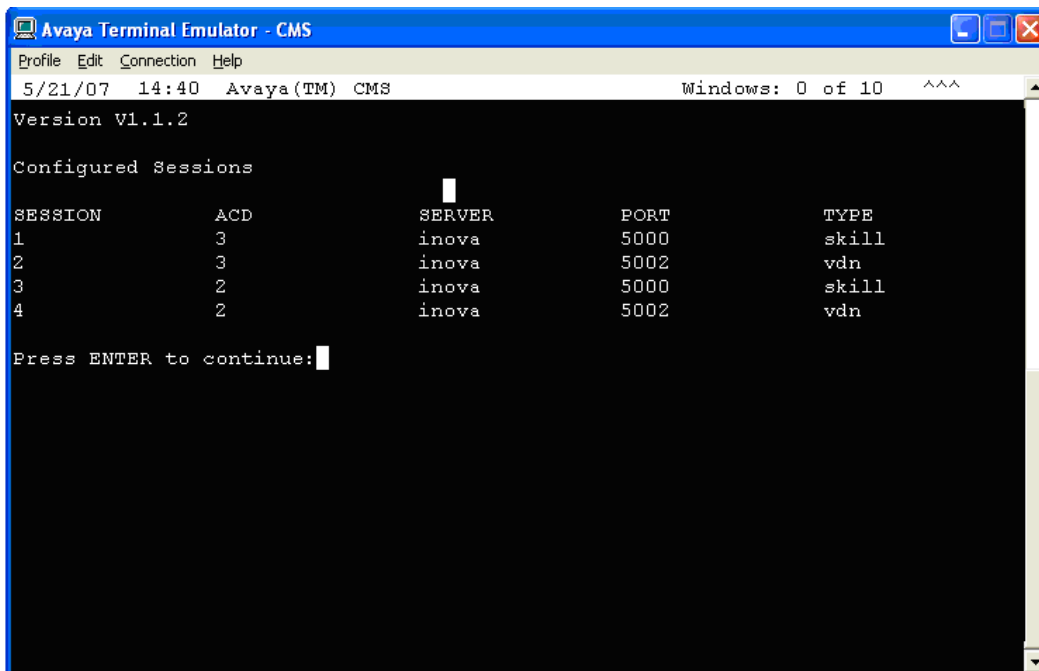 Avaya Terminal Emulator - CMS
Profile Edit Connection Help
5/21/07 14:40 Avaya(TM) CMS Windows: 0 of 10 ^^^
Version V1.1.2
Configured Sessions
SESSION ACD SERVER PORT TYPE
1 3 inova 5000 skill
2 3 inova 5002 vdn
3 2 inova 5000 skill
4 2 inova 5002 vdn
Press ENTER to continue: